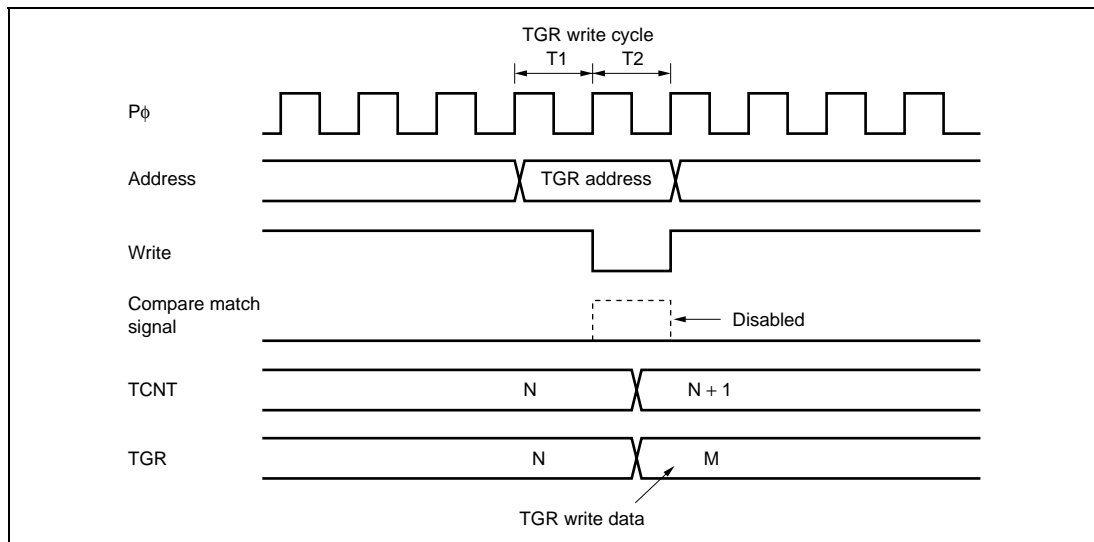 TGR write cycle
T1 T2
Pϕ
Address TGR address
Write
Compare match
signal
Disabled
TCNT N N + 1
TGR N M
TGR write data